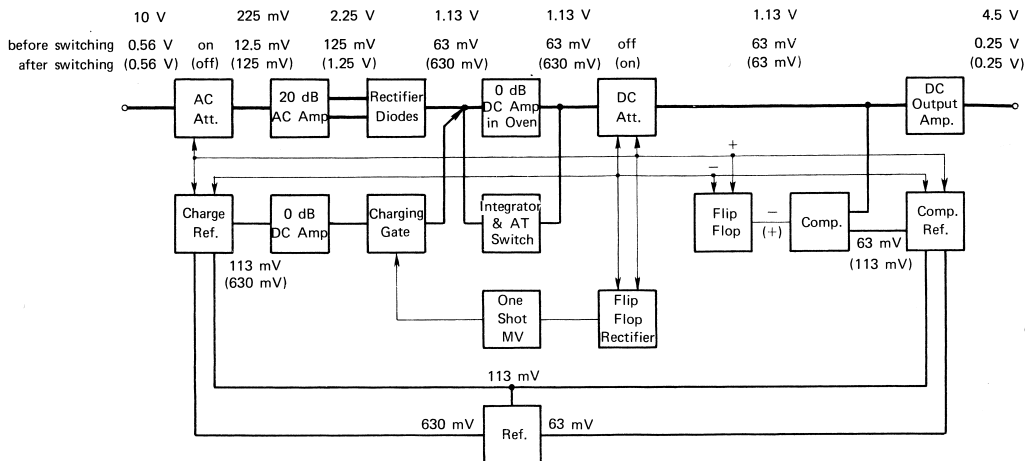 10 V 225 mV 2.25 V 1.13 V 1.13 V 1.13 V 4.5 V
before switching 0.56 V on 12.5 mV 125 mV 63 mV 63 mV off 63 mV 0.25 V
after switching (0.56 V) (off) (125 mV) (1.25 V) (630 mV) (630 mV) (on) (63 mV) (0.25 V)
AC
Att.
20 dB
AC Amp
Rectifier
Diodes
0 dB
DC Amp
in Oven
DC
Att.
DC
Output
Amp.
+
−
Charge
Ref.
0 dB
DC Amp
Charging
Gate
Integrator
& AT
Switch
Flip
Flop
−
(+)
Comp.
63 mV
(113 mV)
Comp.
Ref.
113 mV
(630 mV)
One
Shot
MV
Flip
Flop
Rectifier
113 mV
630 mV
Ref.
63 mV